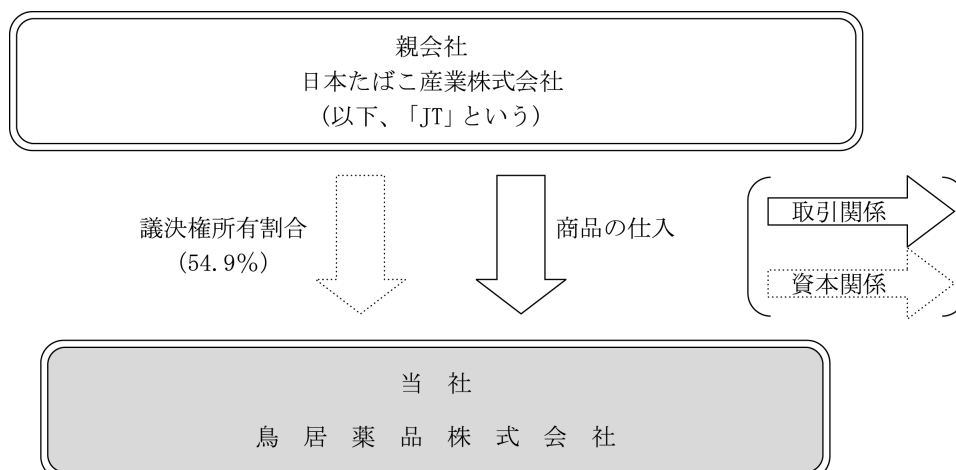 親会社
日本たばこ産業株式会社
(以下、「JT」という)
議決権所有割合
(54.9%)
商品の仕入
取引関係
資本関係
当 社
鳥 居 薬 品 株 式 会 社